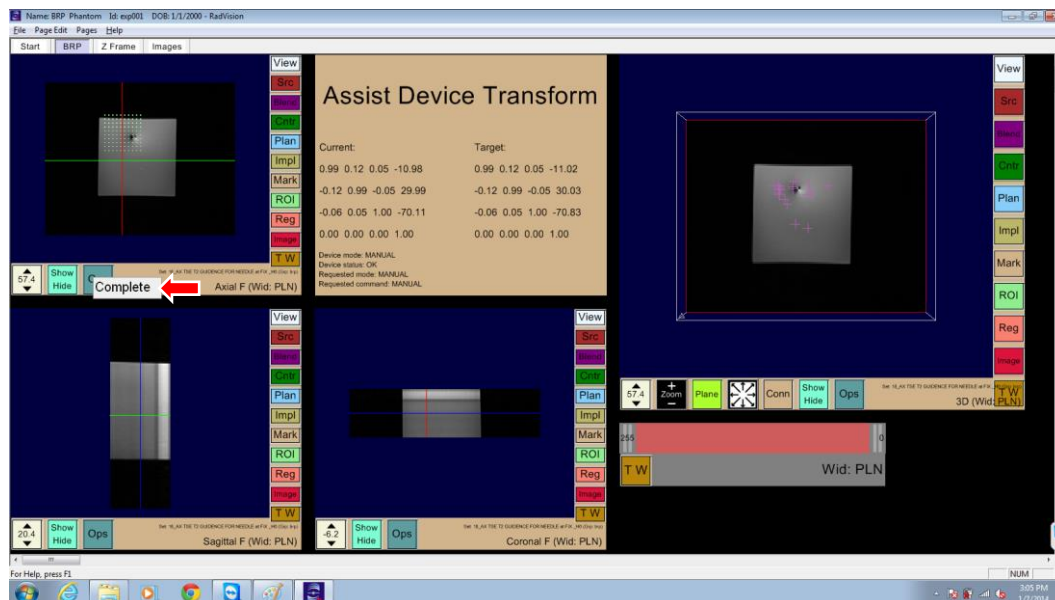 Name: BRP Phantom Id: exp001 DOB: 1/1/2000 - RadVision
File Page Edit Pages Help
Start BRP Z Frame Images
View
Src
Blend
Cntr
Plan
Impl
Mark
ROI
Reg
Image
T W
57.4
Show
Hide
Complete
Axial F (Wid: PLN)
Assist Device Transform
Current:
0.99 0.12 0.05 -10.98
-0.12 0.99 -0.05 29.99
-0.06 0.05 1.00 -70.11
0.00 0.00 0.00 1.00
Target:
0.99 0.12 0.05 -11.02
-0.12 0.99 -0.05 30.03
-0.06 0.05 1.00 -70.83
0.00 0.00 0.00 1.00
Device mode: MANUAL
Device status: OK
Requested mode: MANUAL
Requested command: MANUAL
View
Src
Blend
Cntr
Plan
Impl
Mark
ROI
Reg
Image
T W
57.4
Zoom
Plane
Conn
Show
Hide
Ops
3D (Wid: PLN)
View
Src
Blend
Cntr
Plan
Impl
Mark
ROI
Reg
Image
T W
20.4
Show
Hide
Ops
Sagittal F (Wid: PLN)
View
Src
Blend
Cntr
Plan
Impl
Mark
ROI
Reg
Image
T W
-6.2
Show
Hide
Ops
Coronal F (Wid: PLN)
255
0
T W
Wid: PLN
For Help, press F1
NUM
3:05 PM
1/7/2014